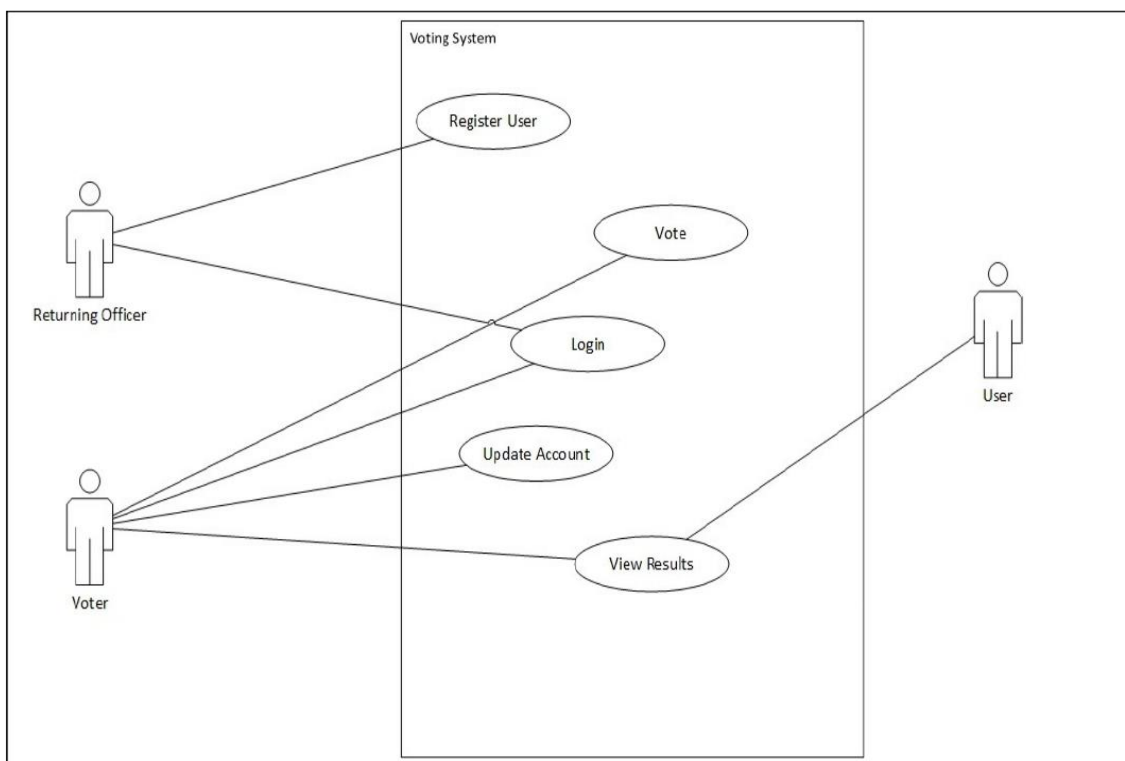 Voting System
Register User
Vote
Returning Officer
Login
User
Update Account
View Results
Voter